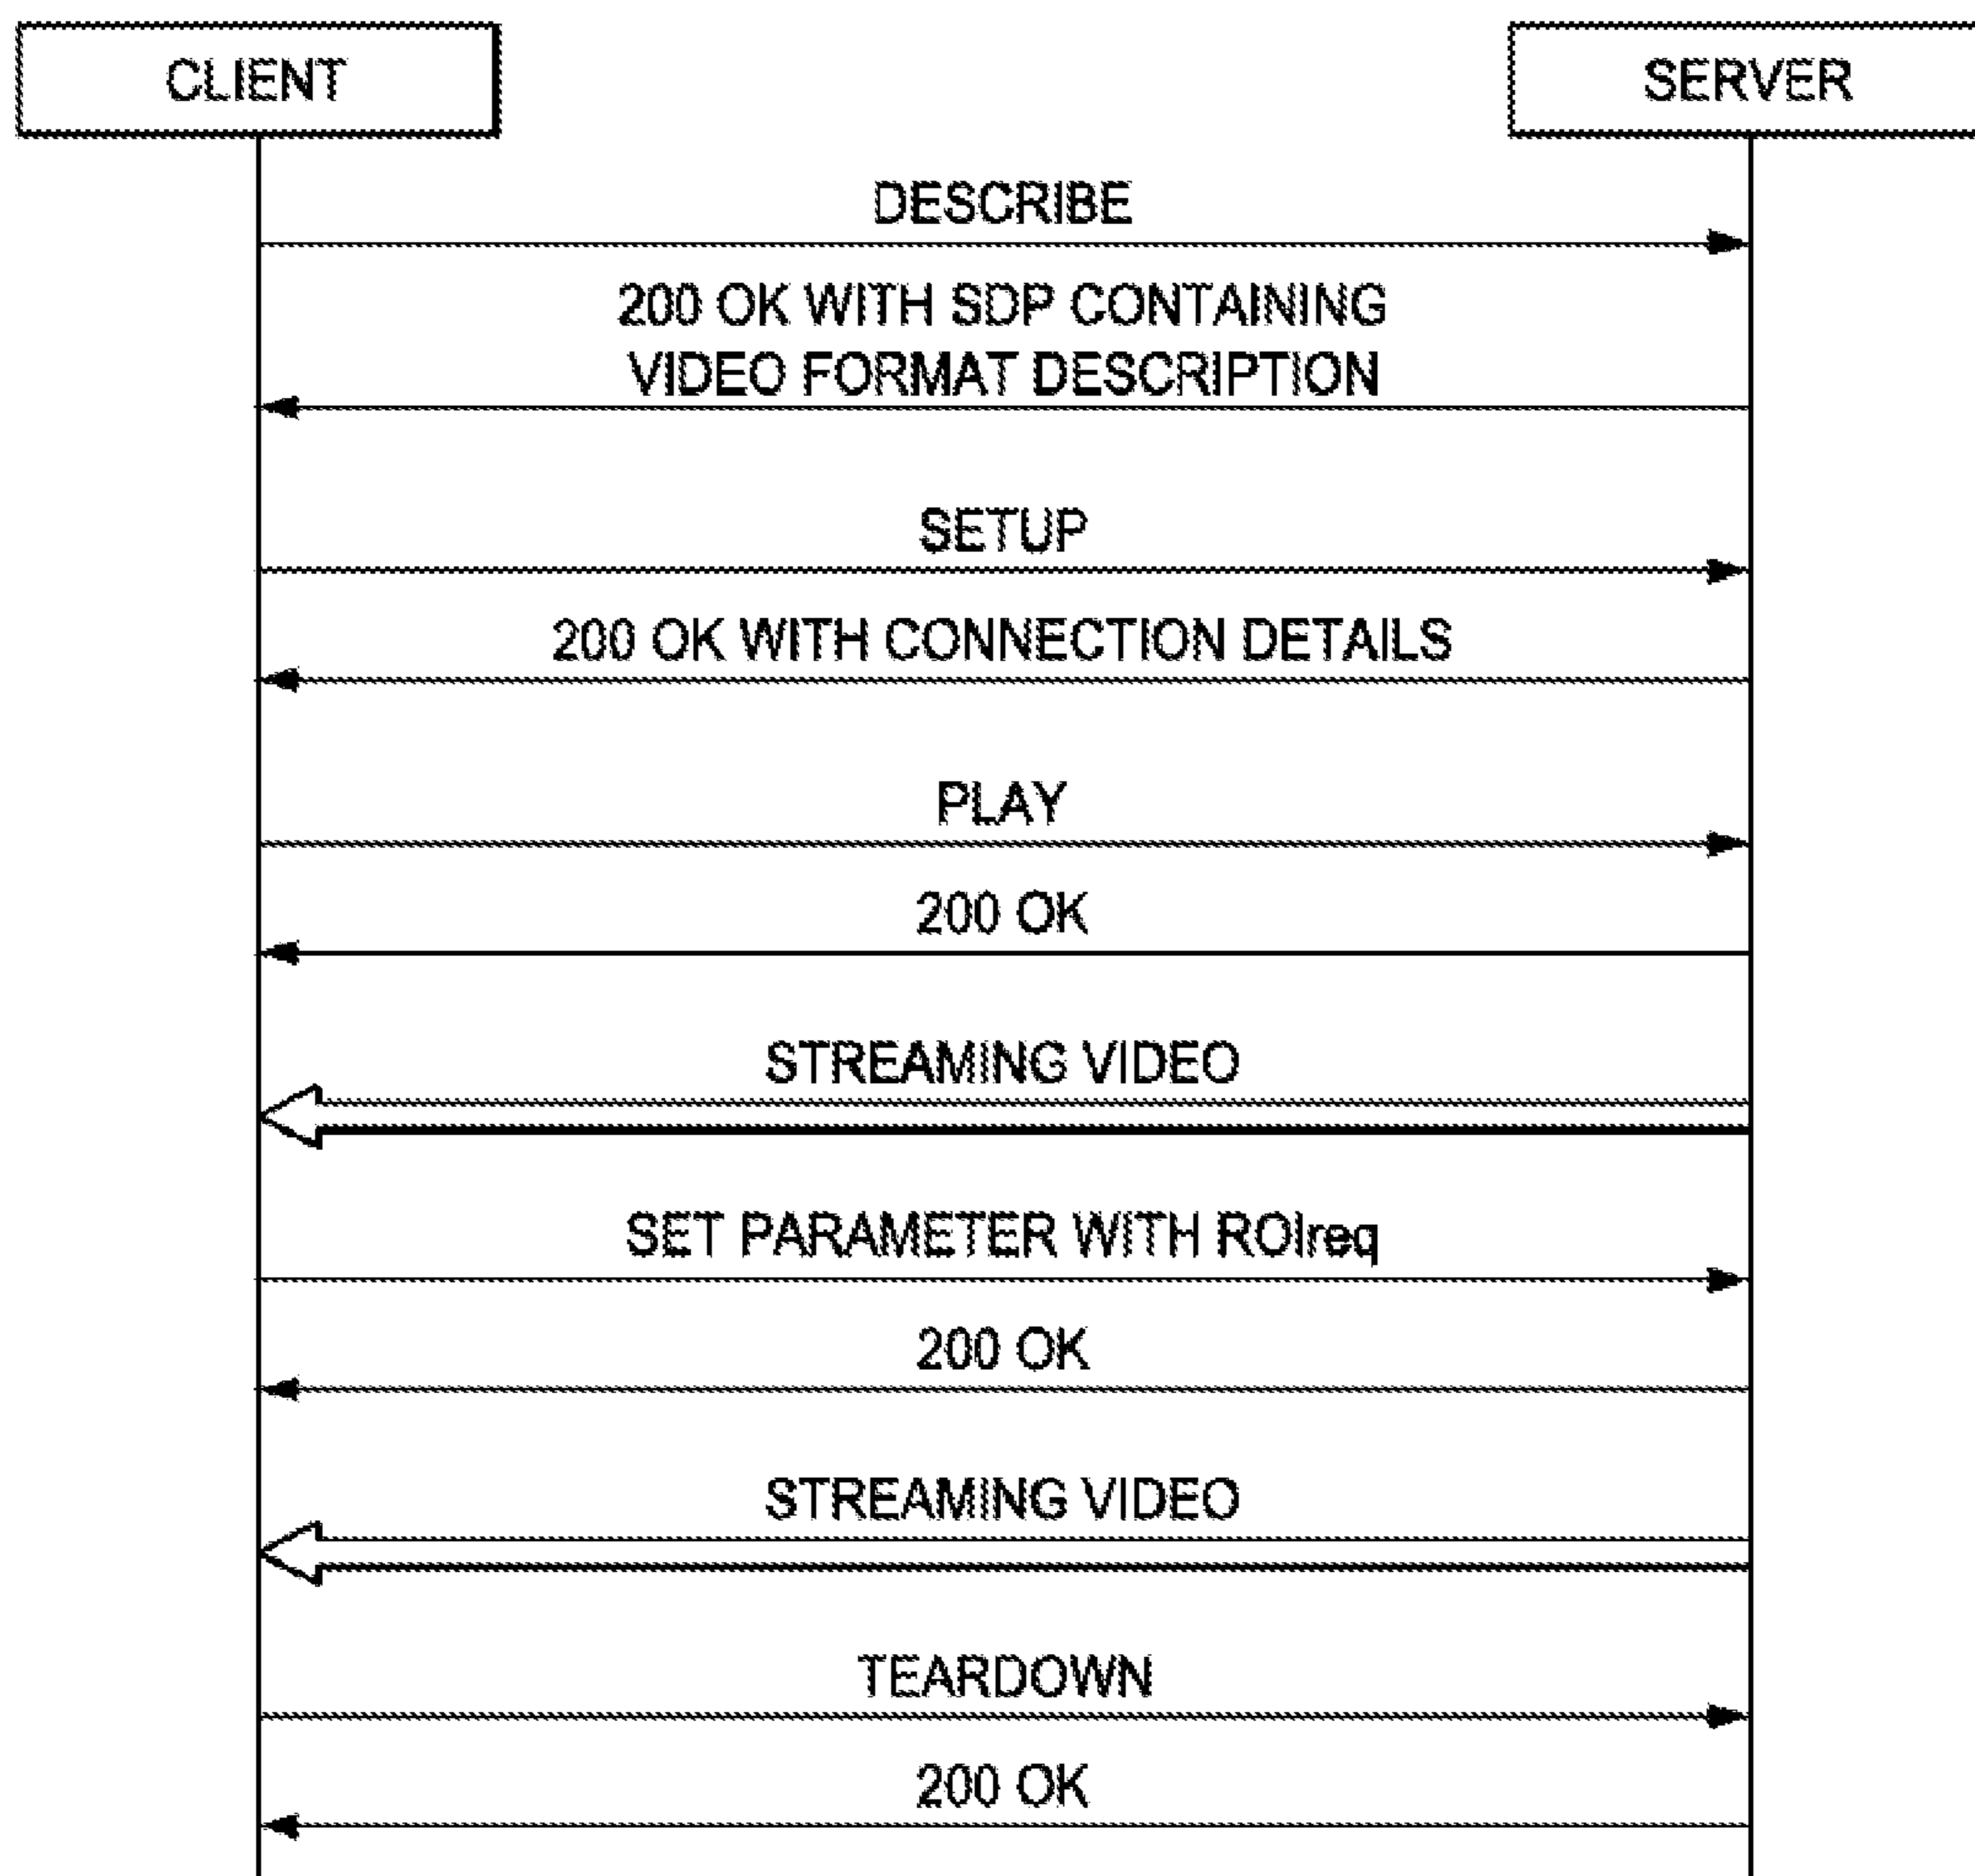 CLIENT
SERVER
DESCRIBE
200 OK WITH SDP CONTAINING
VIDEO FORMAT DESCRIPTION
SETUP
200 OK WITH CONNECTION DETAILS
PLAY
200 OK
STREAMING VIDEO
SET PARAMETER WITH ROIreq
200 OK
STREAMING VIDEO
TEARDOWN
200 OK